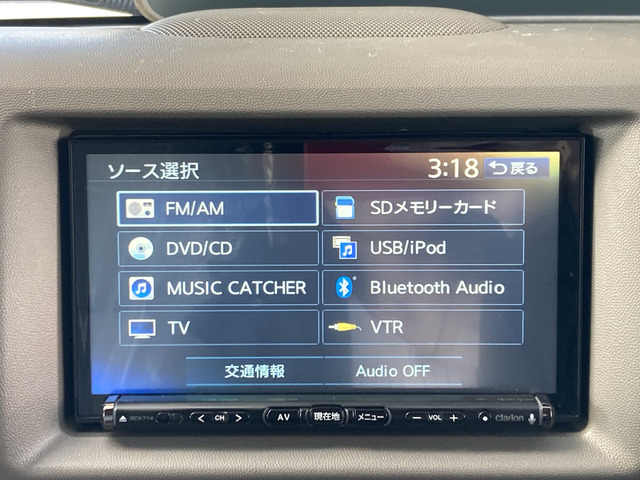 ソース選択 3:18 戻る
FM/AM SDメモリーカード
DVD/CD USB/iPod
MUSIC CATCHER Bluetooth Audio
TV VTR
交通情報 Audio OFF
< CH > AV 現在地 メニュー − VOL + clarion